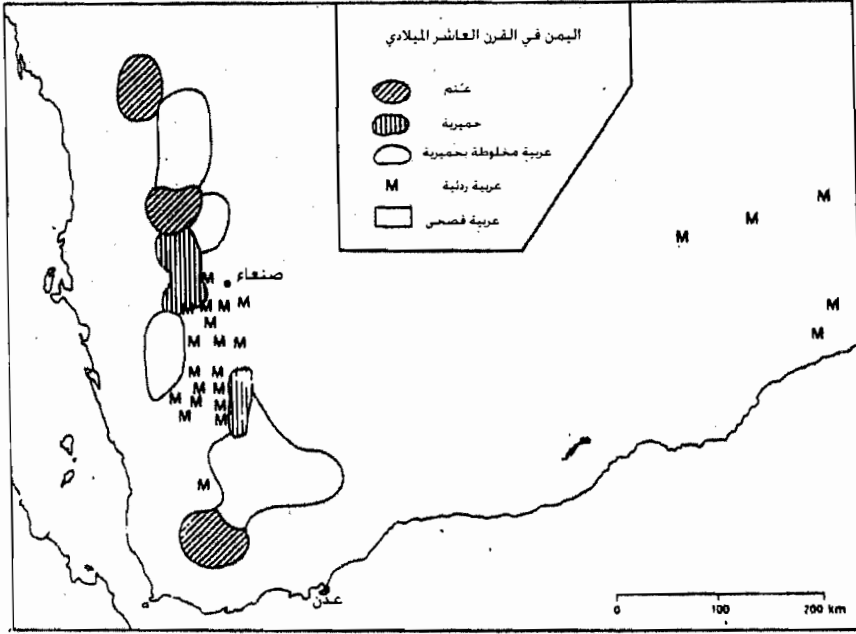 اليمن في القرن العاشر الميلادي
غتم
حميرية
عربية مخلوطة بحميرية
M عربية ردئية
عربية فصحى
M
M
M
M
M
صنعاء
M
M M M M
M
M M M
M M
M M
M M M
M M
M
عدن
0 100 200 km